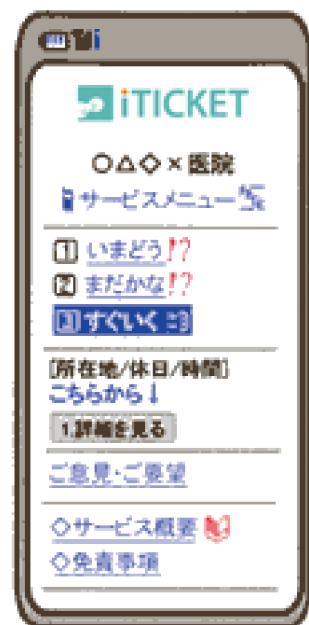 iTICKET
○△◇×医院
サービスメニュー
1 いまどう!?
2 まだかな!?
3 すぐいく
[所在地/休日/時間]
こちらから↓
1.詳細を見る
ご意見・ご要望
◇サービス概要
◇免責事項